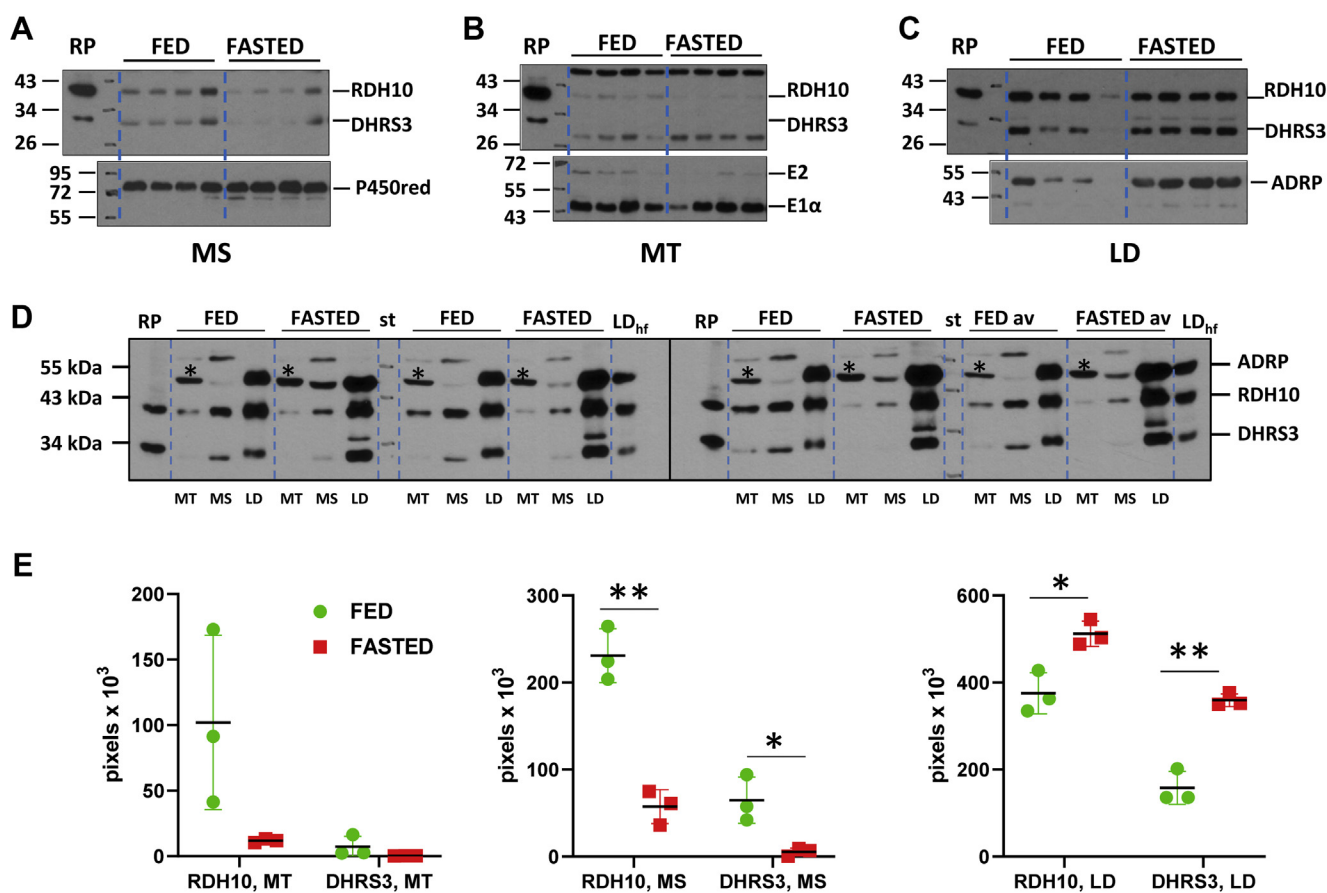 A
RP FED FASTED
43
34
26
RDH10
DHRS3
95
72
55
P450red
MS
B
RP FED FASTED
43
34
26
RDH10
DHRS3
72
55
43
E2
E1α
MT
C
RP FED FASTED
43
34
26
RDH10
DHRS3
55
43
ADRP
LD
D
RP FED FASTED st FED FASTED LDhf RP FED FASTED st FED av FASTED av LDhf
55 kDa
43 kDa
34 kDa
* * * * * * * *
ADRP
RDH10
DHRS3
MT MS LD MT MS LD MT MS LD MT MS LD MT MS LD MT MS LD MT MS LD MT MS LD
E
pixels x 10³
200
150
100
50
0
FED
FASTED
RDH10, MT DHRS3, MT
pixels x 10³
300
200
100
0
**
*
RDH10, MS DHRS3, MS
pixels x 10³
600
400
200
0
*
**
RDH10, LD DHRS3, LD